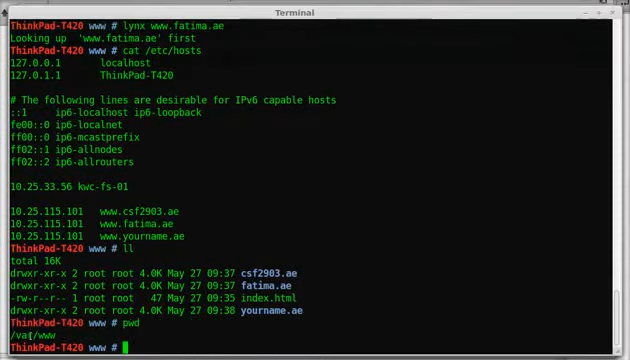 Terminal
ThinkPad-T420 www # lynx www.fatima.ae
Looking up  'www.fatima.ae' first
ThinkPad-T420 www # cat /etc/hosts
127.0.0.1       localhost
127.0.1.1       ThinkPad-T420
# The following lines are desirable for IPv6 capable hosts
::1     ip6-localhost ip6-loopback
fe00::0 ip6-localnet
ff00::0 ip6-mcastprefix
ff02::1 ip6-allnodes
ff02::2 ip6-allrouters
10.25.33.56 kwc-fs-01
10.25.115.101   www.csf2903.ae
10.25.115.101   www.fatima.ae
10.25.115.101   www.yourname.ae
ThinkPad-T420 www # ll
total 16K
drwxr-xr-x 2 root root 4.0K May 27 09:37 csf2903.ae
drwxr-xr-x 2 root root 4.0K May 27 09:37 fatima.ae
-rw-r--r-- 1 root root   47 May 27 09:35 index.html
drwxr-xr-x 2 root root 4.0K May 27 09:38 yourname.ae
ThinkPad-T420 www # pwd
/var/www
ThinkPad-T420 www #